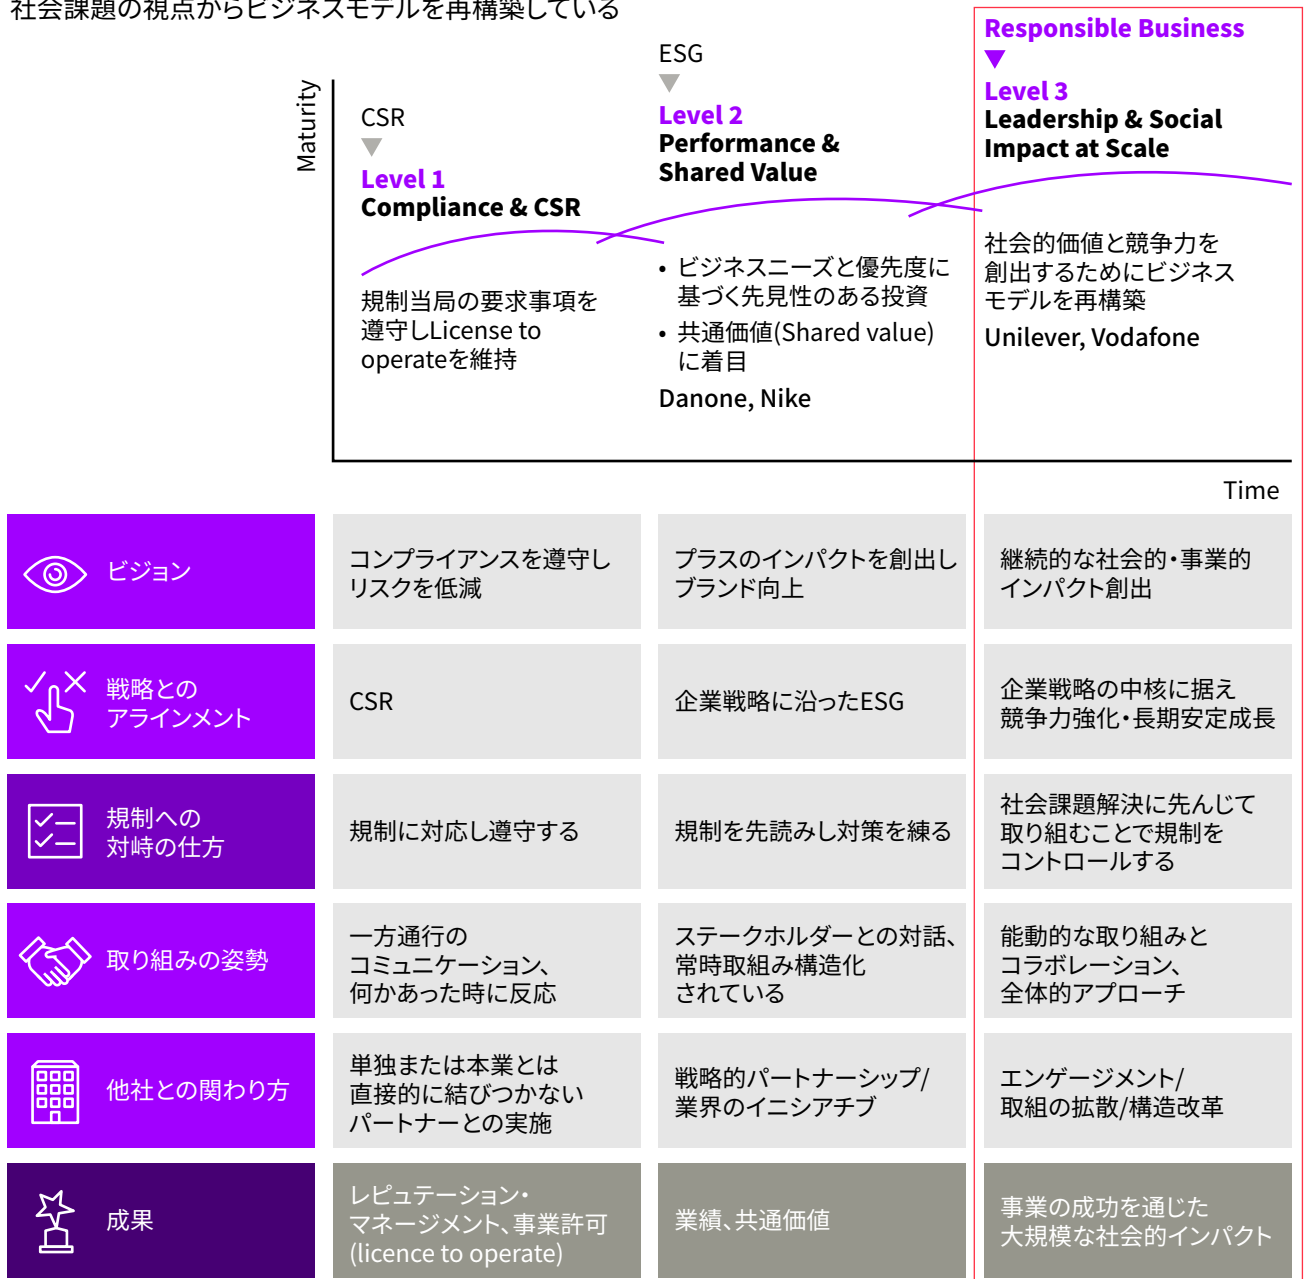 社会課題の視点からビジネスモデルを再構築している
Maturity
CSR
Level 1
Compliance & CSR
規制当局の要求事項を
遵守しLicense to
operateを維持
ESG
Level 2
Performance &
Shared Value
• ビジネスニーズと優先度に
基づく先見性のある投資
• 共通価値(Shared value)
に着目
Danone, Nike
Responsible Business
Level 3
Leadership & Social
Impact at Scale
社会的価値と競争力を
創出するためにビジネス
モデルを再構築
Unilever, Vodafone
Time
ビジョン
コンプライアンスを遵守し
リスクを低減
プラスのインパクトを創出し
ブランド向上
継続的な社会的・事業的
インパクト創出
戦略との
アラインメント
CSR
企業戦略に沿ったESG
企業戦略の中核に据え
競争力強化・長期安定成長
規制への
対峙の仕方
規制に対応し遵守する
規制を先読みし対策を練る
社会課題解決に先んじて
取り組むことで規制を
コントロールする
取り組みの姿勢
一方通行の
コミュニケーション、
何かあった時に反応
ステークホルダーとの対話、
常時取組み構造化
されている
能動的な取り組みと
コラボレーション、
全体的アプローチ
他社との関わり方
単独または本業とは
直接的に結びつかない
パートナーとの実施
戦略的パートナーシップ/
業界のイニシアチブ
エンゲージメント/
取組の拡散/構造改革
成果
レピュテーション・
マネージメント、事業許可
(licence to operate)
業績、共通価値
事業の成功を通じた
大規模な社会的インパクト